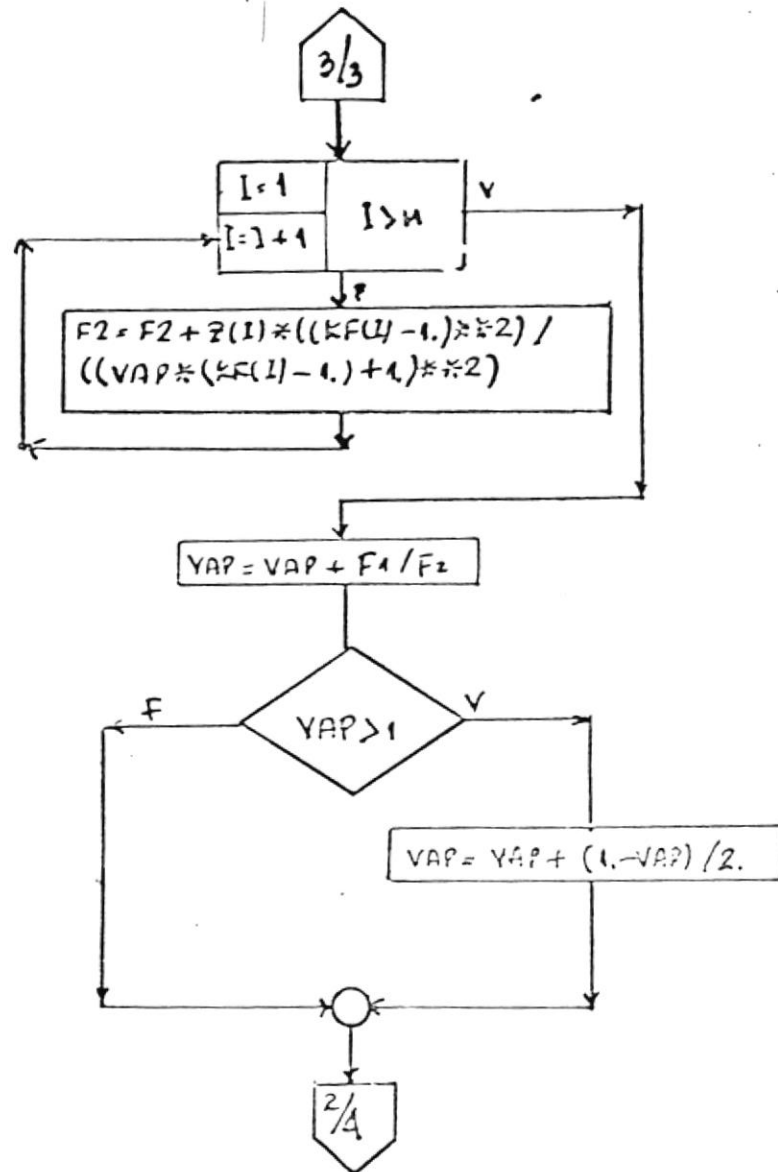 3/3
I=1
I=I+1
I>N
V
F
F2 = F2 + Z(I) * ((KF(I) - 1.) ** 2) /
((VAP * (KF(I) - 1.) + 1.) ** 2)
VAP = VAP + F1 / F2
F
VAP > 1
V
VAP = VAP + (1. - VAP) / 2.
2/1